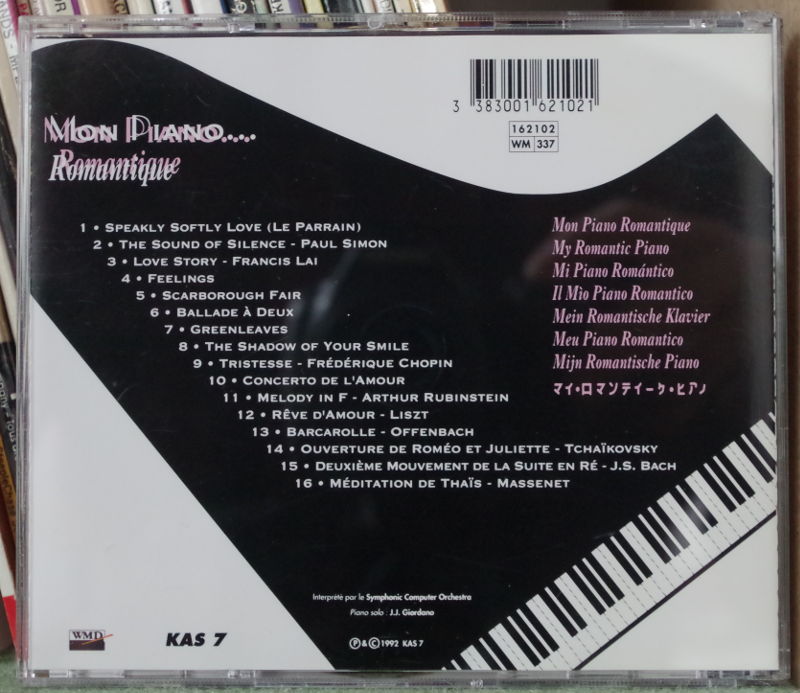 3 383001 621021
162102
WM 337
Mon Piano....
Romantique
1 • Speakly Softly Love (Le Parrain)
2 • The Sound of Silence - Paul Simon
3 • Love Story - Francis Lai
4 • Feelings
5 • Scarborough Fair
6 • Ballade à Deux
7 • Greenleaves
8 • The Shadow of Your Smile
9 • Tristesse - Frédérique Chopin
10 • Concerto de l'Amour
11 • Melody in F - Arthur Rubinstein
12 • Rêve d'Amour - Liszt
13 • Barcarolle - Offenbach
14 • Ouverture de Roméo et Juliette - Tchaïkovsky
15 • Deuxième Mouvement de la Suite en Ré - J.S. Bach
16 • Méditation de Thaïs - Massenet
Mon Piano Romantique
My Romantic Piano
Mi Piano Romántico
Il Mìo Piano Romantico
Mein Romantische Klavier
Meu Piano Romantico
Mijn Romantische Piano
マイ・ロマンテイーク・ピアノ
Interprété par le Symphonic Computer Orchestra
Piano solo : J.J. Giordano
WMD
KAS 7
℗ & © 1992 KAS 7